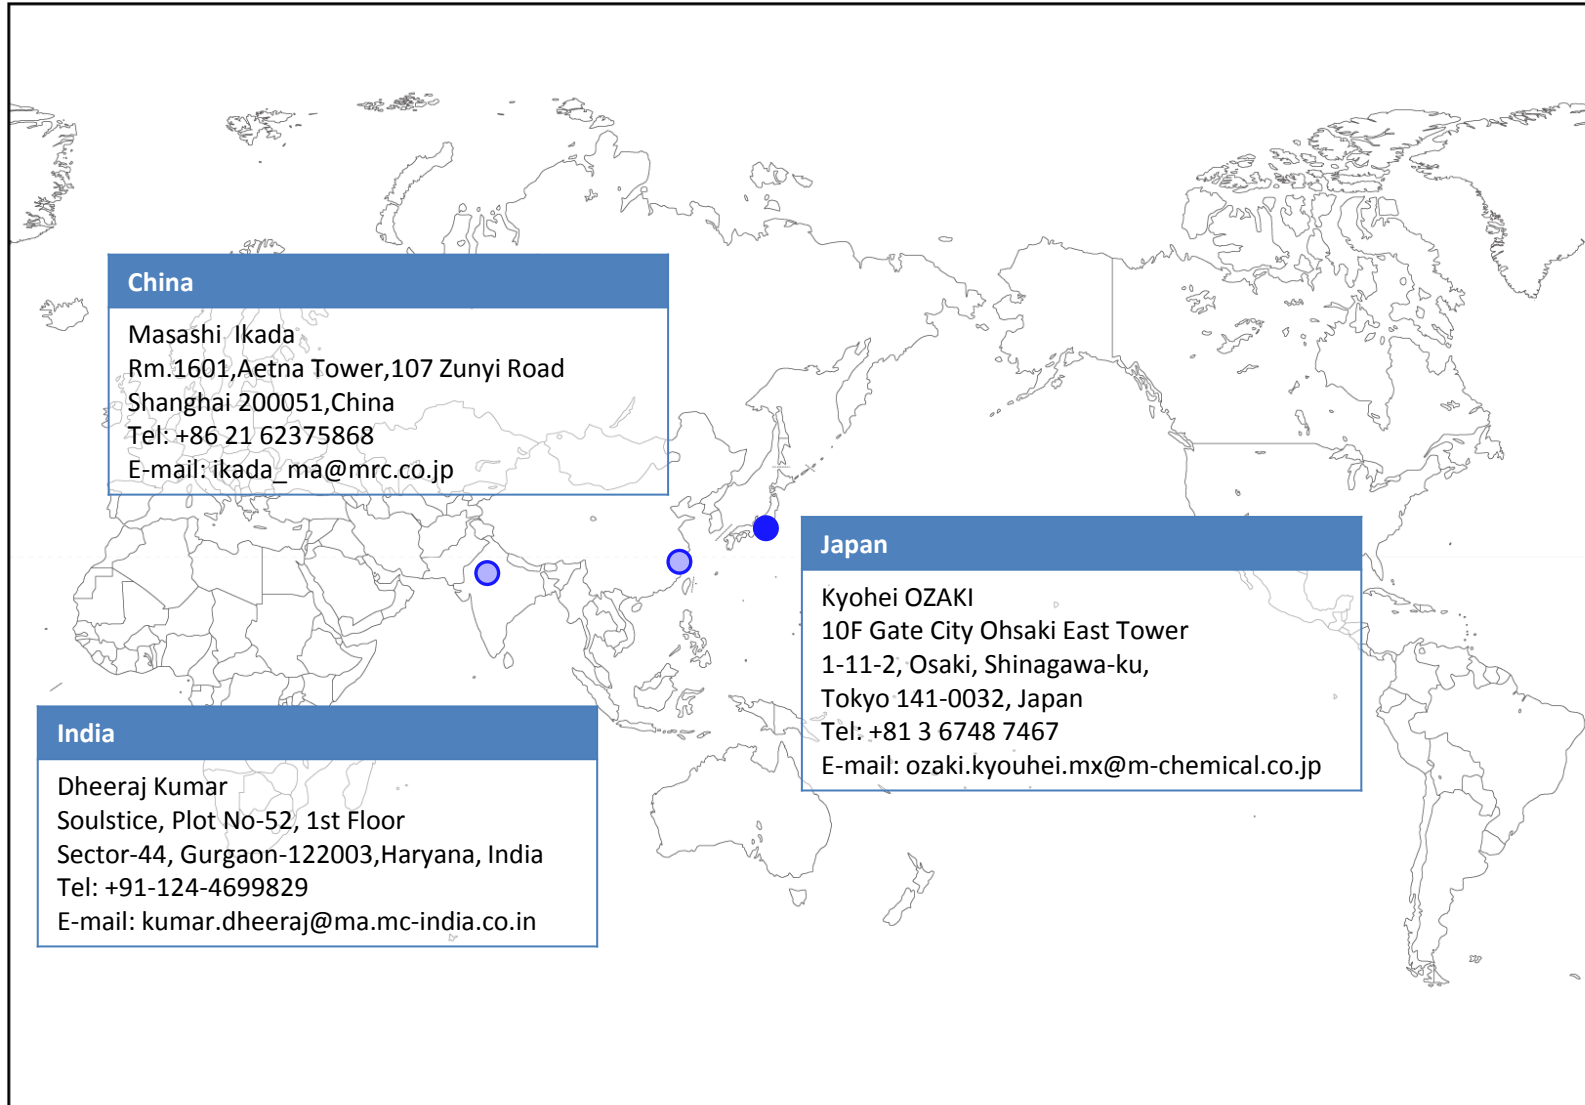 China
Masashi  Ikada
Rm.1601,Aetna Tower,107 Zunyi Road
Shanghai 200051,China
Tel: +86 21 62375868
E-mail: ikada_ma@mrc.co.jp
Japan
Kyohei OZAKI
10F Gate City Ohsaki East Tower
1-11-2, Osaki, Shinagawa-ku,
Tokyo 141-0032, Japan
Tel: +81 3 6748 7467
E-mail: ozaki.kyouhei.mx@m-chemical.co.jp
India
Dheeraj Kumar
Soulstice, Plot No-52, 1st Floor
Sector-44, Gurgaon-122003,Haryana, India
Tel: +91-124-4699829
E-mail: kumar.dheeraj@ma.mc-india.co.in